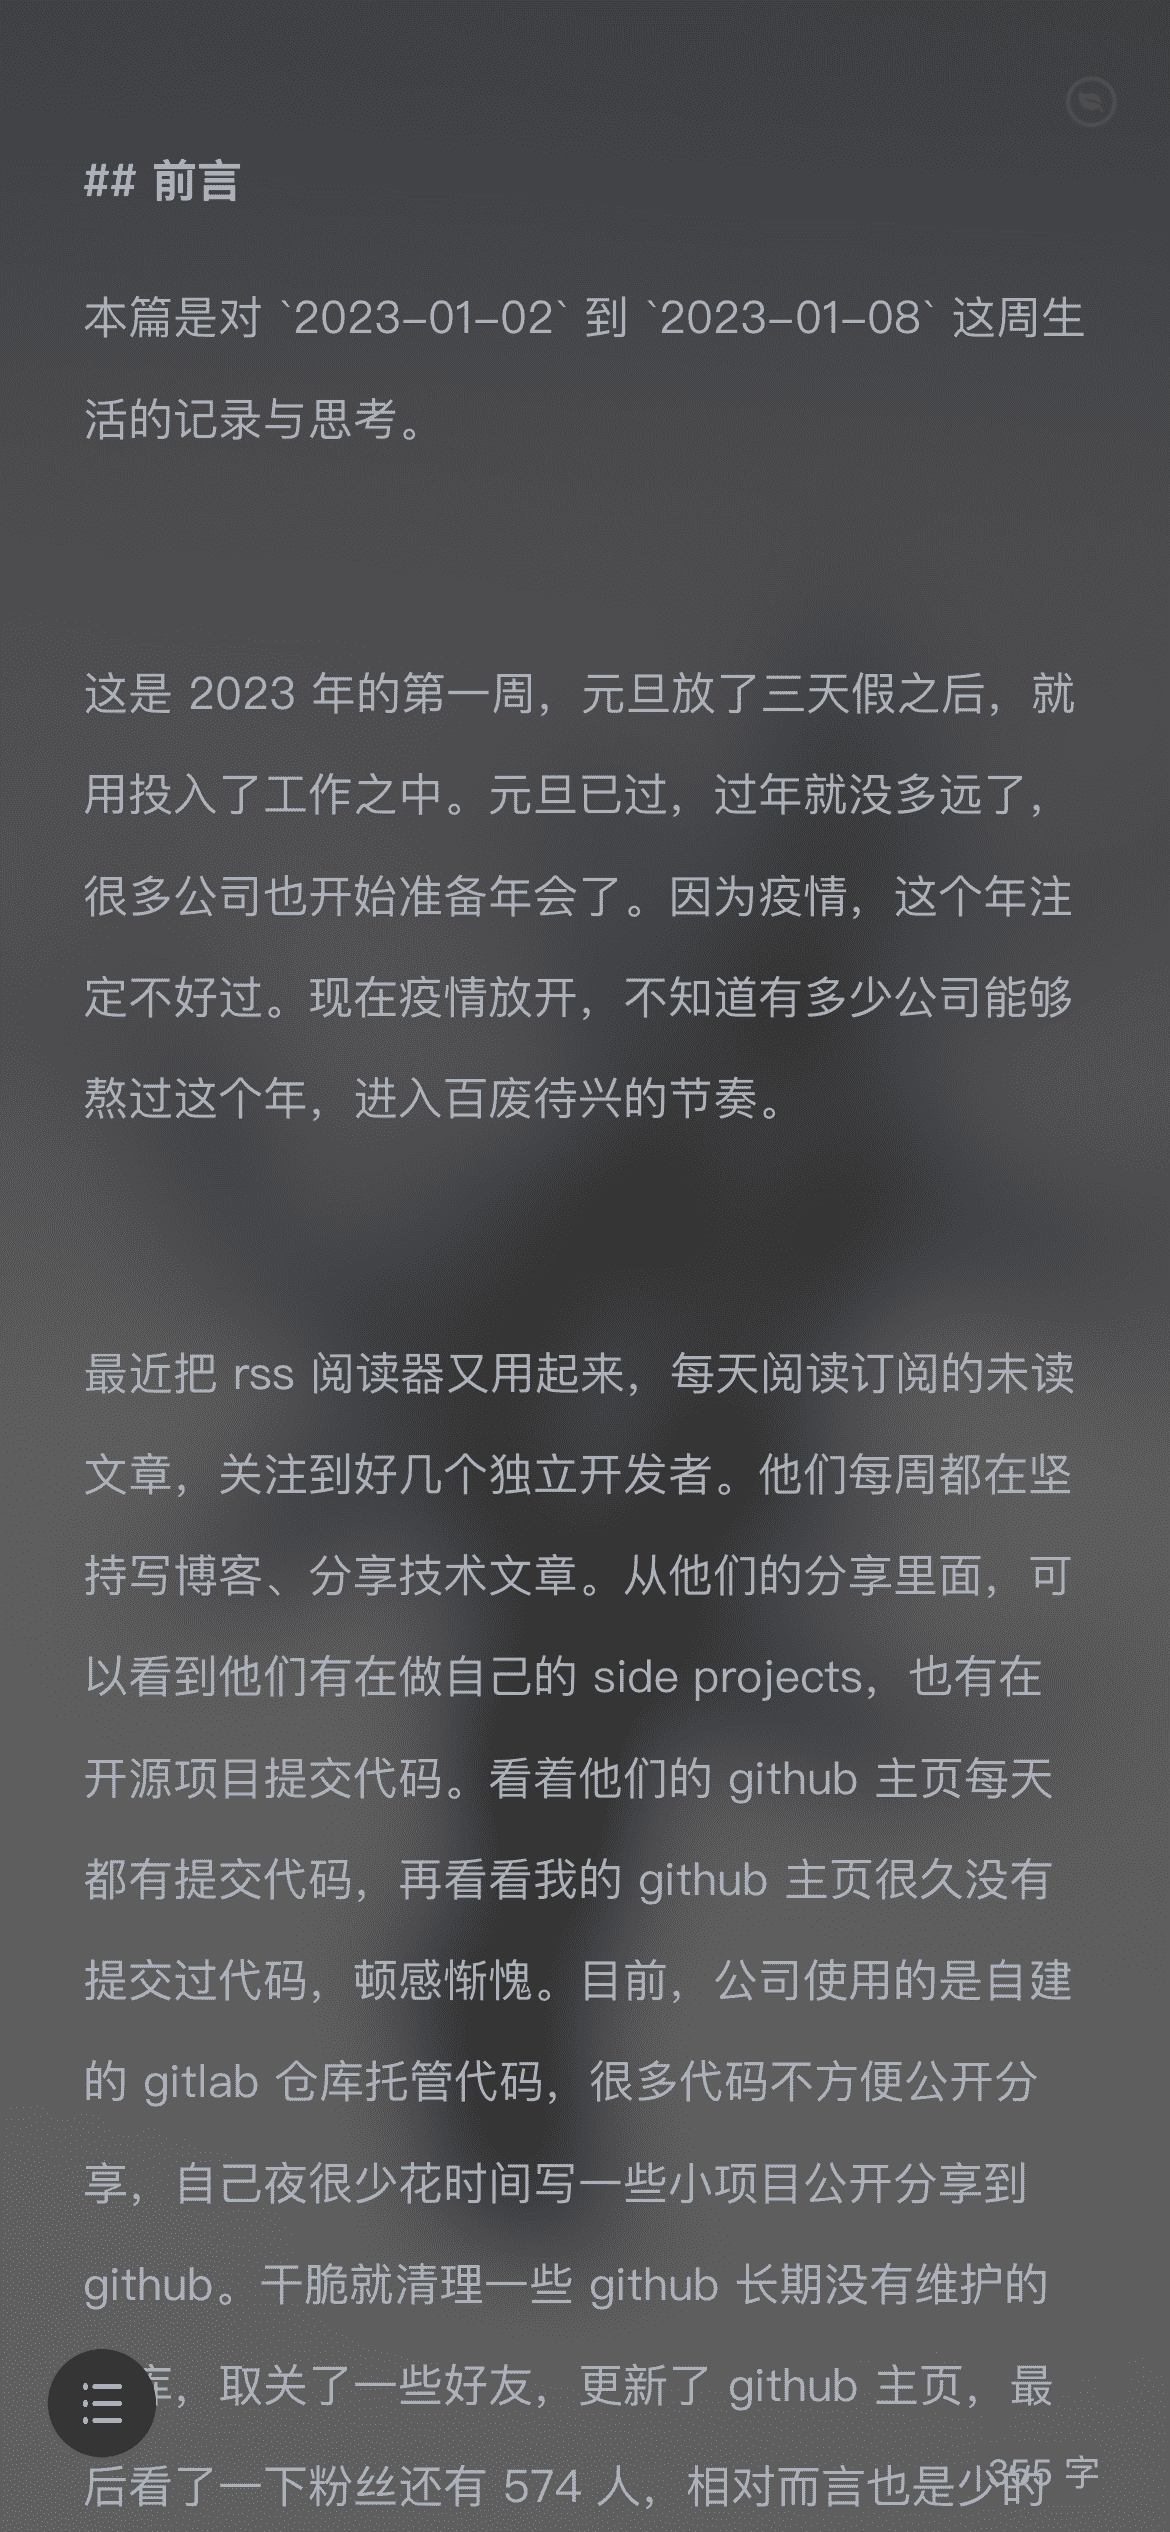 ## 前言
本篇是对 `2023-01-02` 到 `2023-01-08` 这周生
活的记录与思考。
这是 2023 年的第一周，元旦放了三天假之后，就
用投入了工作之中。元旦已过，过年就没多远了，
很多公司也开始准备年会了。因为疫情，这个年注
定不好过。现在疫情放开，不知道有多少公司能够
熬过这个年，进入百废待兴的节奏。
最近把 rss 阅读器又用起来，每天阅读订阅的未读
文章，关注到好几个独立开发者。他们每周都在坚
持写博客、分享技术文章。从他们的分享里面，可
以看到他们有在做自己的 side projects，也有在
开源项目提交代码。看着他们的 github 主页每天
都有提交代码，再看看我的 github 主页很久没有
提交过代码，顿感惭愧。目前，公司使用的是自建
的 gitlab 仓库托管代码，很多代码不方便公开分
享，自己夜很少花时间写一些小项目公开分享到
github。干脆就清理一些 github 长期没有维护的
库，取关了一些好友，更新了 github 主页，最
后看了一下粉丝还有 574 人，相对而言也是少的
355 字